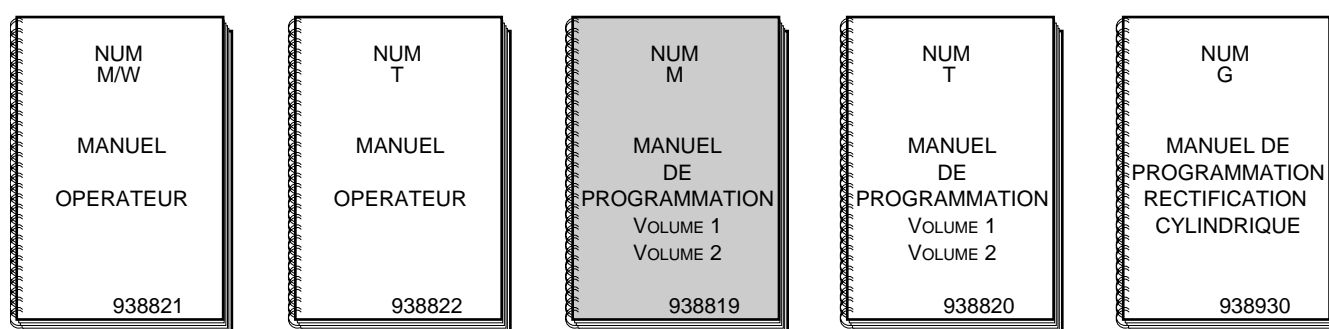 NUM
M/W
MANUEL
OPERATEUR
938821
NUM
T
MANUEL
OPERATEUR
938822
NUM
M
MANUEL
DE
PROGRAMMATION
VOLUME 1
VOLUME 2
938819
NUM
T
MANUEL
DE
PROGRAMMATION
VOLUME 1
VOLUME 2
938820
NUM
G
MANUEL DE
PROGRAMMATION
RECTIFICATION
CYLINDRIQUE
938930